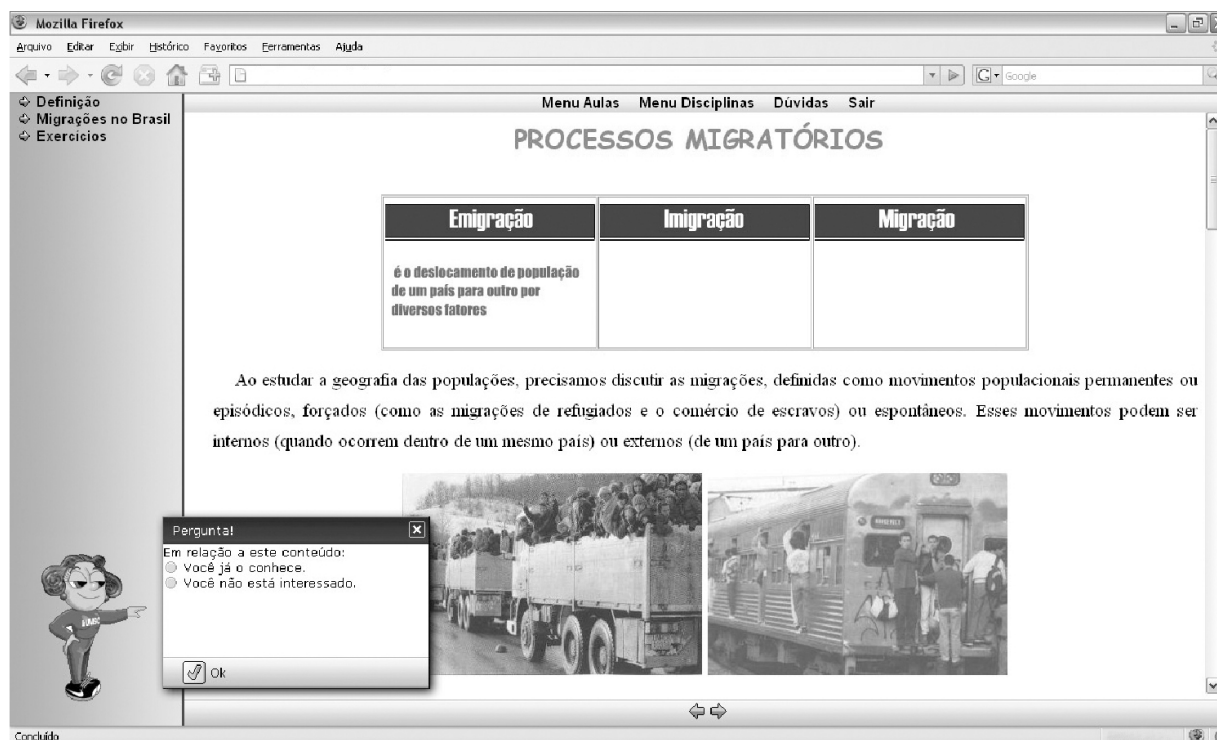 Mozilla Firefox
Arquivo Editar Exibir Histórico Favoritos Ferramentas Ajuda
Google
Definição
Migrações no Brasil
Exercícios
Menu Aulas Menu Disciplinas Dúvidas Sair
PROCESSOS MIGRATÓRIOS
Emigração Imigração Migração
é o deslocamento de população
de um país para outro por
diversos fatores
Ao estudar a geografia das populações, precisamos discutir as migrações, definidas como movimentos populacionais permanentes ou
episódicos, forçados (como as migrações de refugiados e o comércio de escravos) ou espontâneos. Esses movimentos podem ser
internos (quando ocorrem dentro de um mesmo país) ou externos (de um país para outro).
Pergunta!
Em relação a este conteúdo:
Você já o conhece.
Você não está interessado.
Ok
Concluído